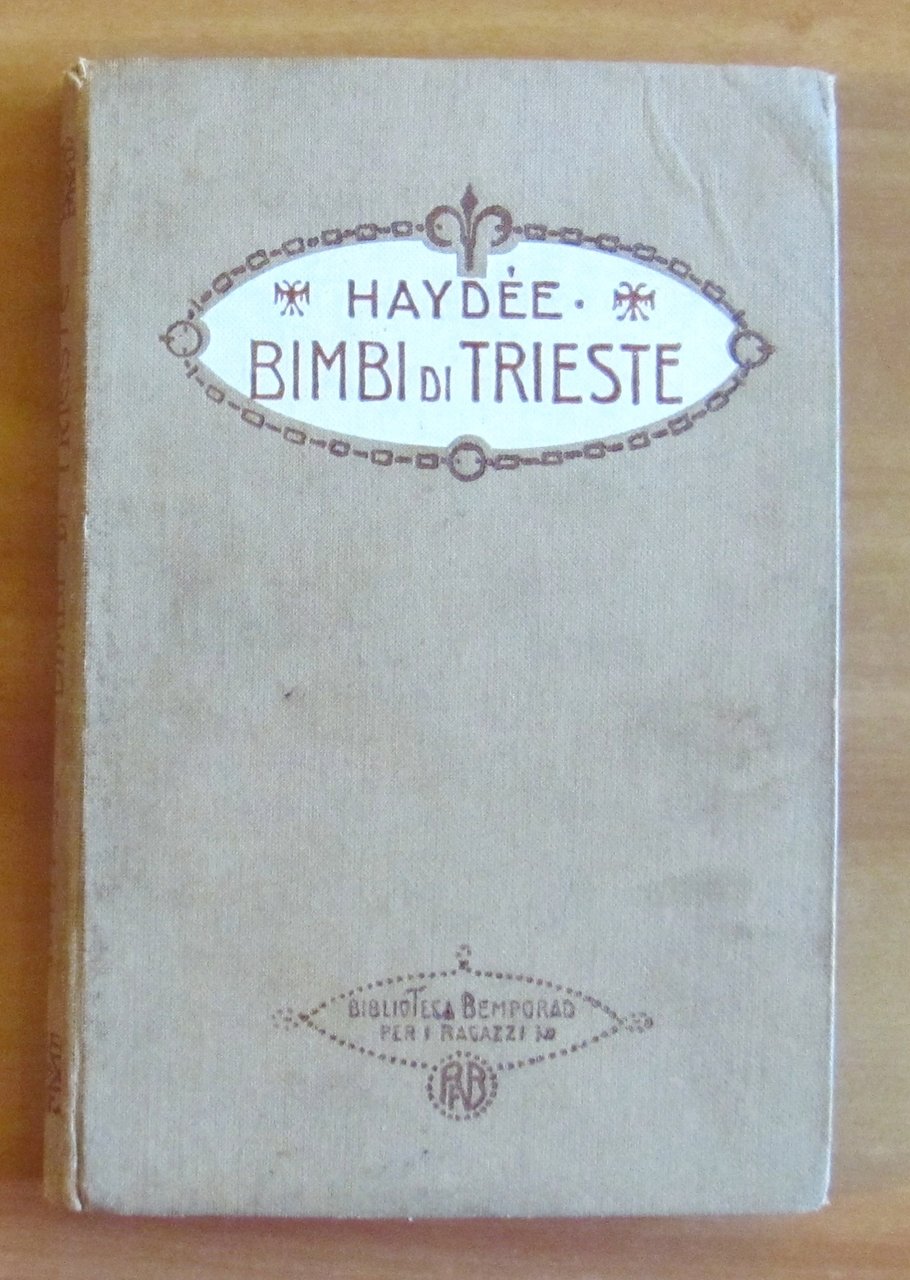 HAYDÉE.
BIMBI DI TRIESTE
BIBLIOTECA BEMPORAD
PER I RAGAZZI